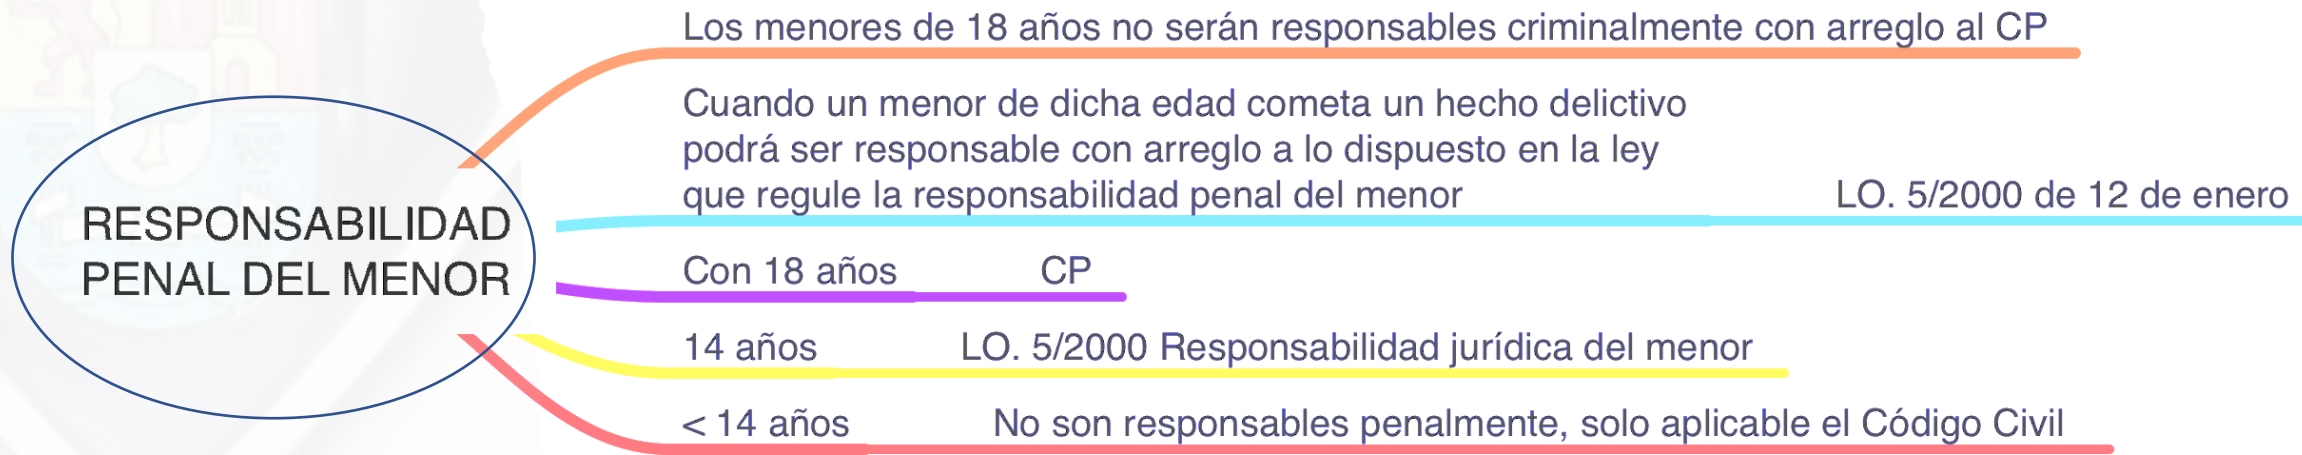 Los menores de 18 años no serán responsables criminalmente con arreglo al CP
Cuando un menor de dicha edad cometa un hecho delictivo
podrá ser responsable con arreglo a lo dispuesto en la ley
que regule la responsabilidad penal del menor
LO. 5/2000 de 12 de enero
RESPONSABILIDAD
PENAL DEL MENOR
Con 18 años
CP
14 años
LO. 5/2000 Responsabilidad jurídica del menor
< 14 años
No son responsables penalmente, solo aplicable el Código Civil